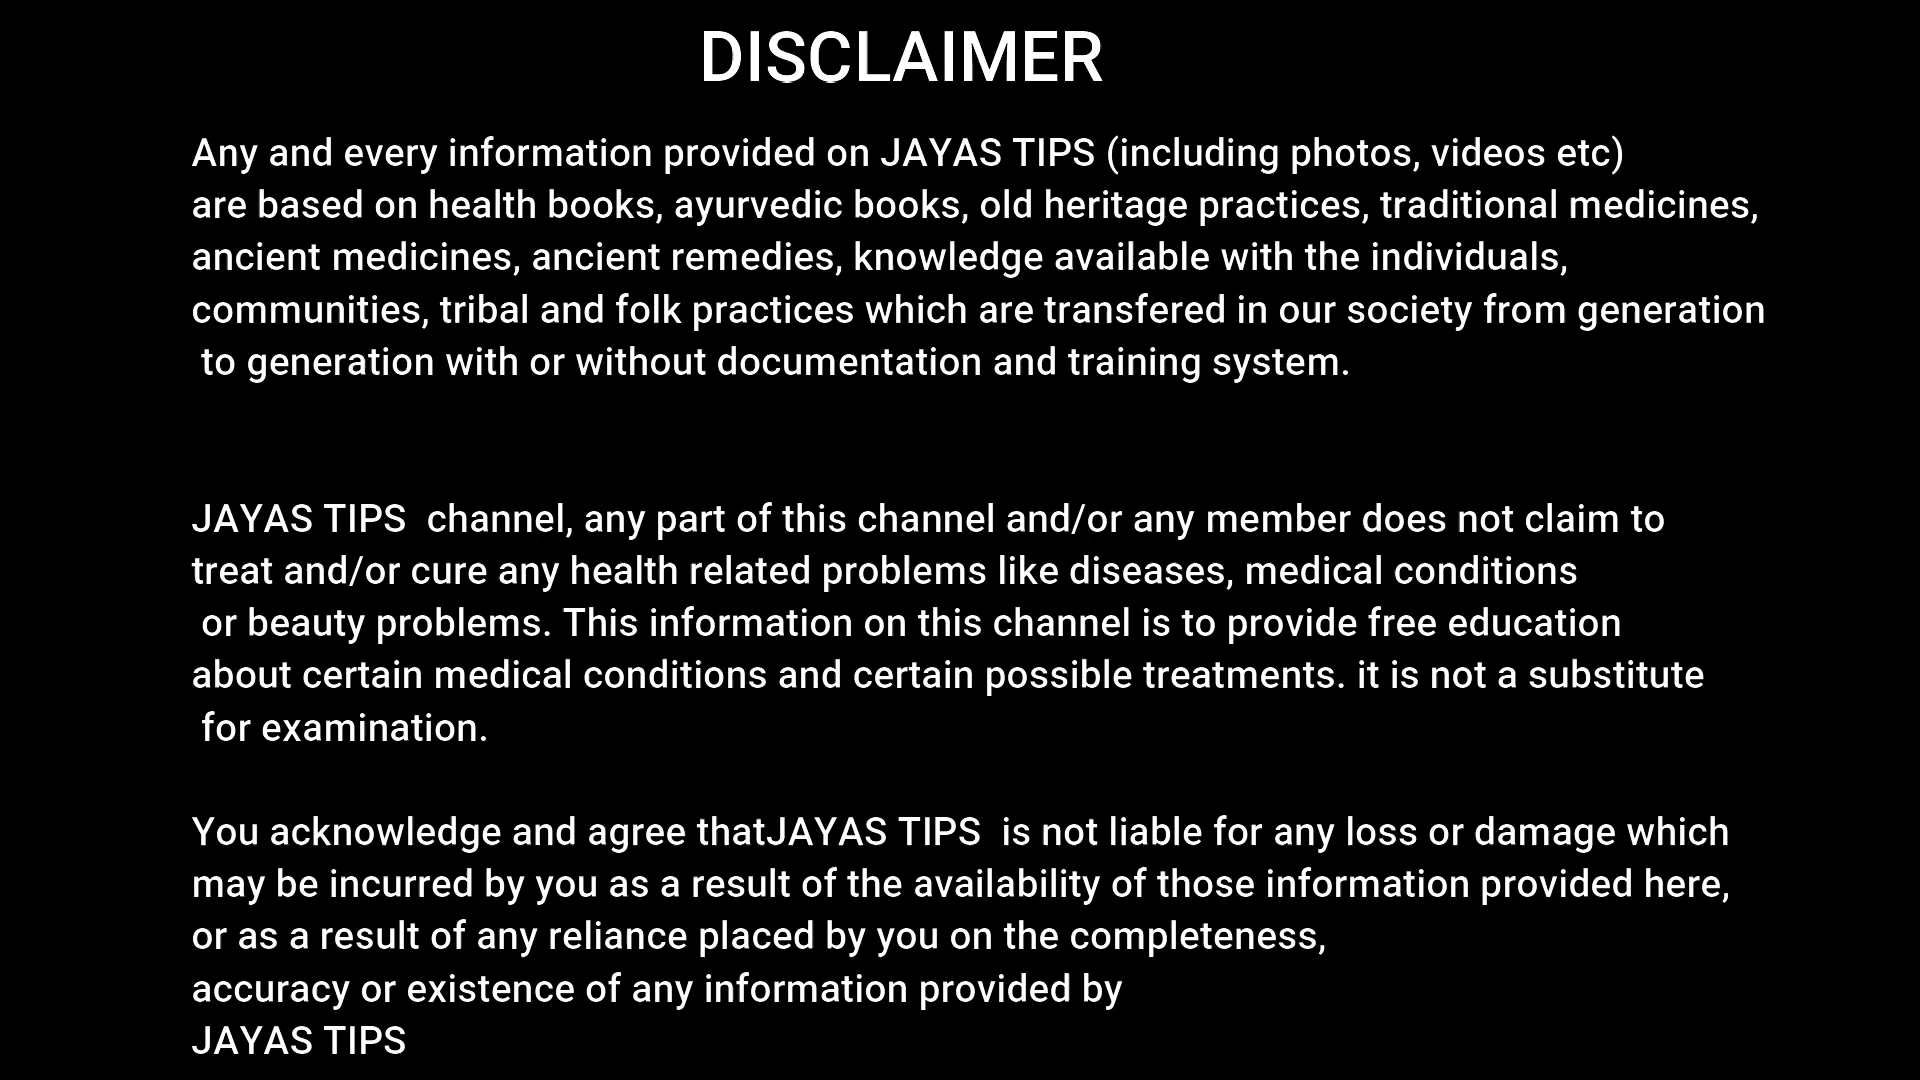 DISCLAIMER
Any and every information provided on JAYAS TIPS (including photos, videos etc)
are based on health books, ayurvedic books, old heritage practices, traditional medicines,
ancient medicines, ancient remedies, knowledge available with the individuals,
communities, tribal and folk practices which are transfered in our society from generation
to generation with or without documentation and training system.
JAYAS TIPS  channel, any part of this channel and/or any member does not claim to
treat and/or cure any health related problems like diseases, medical conditions
or beauty problems. This information on this channel is to provide free education
about certain medical conditions and certain possible treatments. it is not a substitute
for examination.
You acknowledge and agree thatJAYAS TIPS  is not liable for any loss or damage which
may be incurred by you as a result of the availability of those information provided here,
or as a result of any reliance placed by you on the completeness,
accuracy or existence of any information provided by
JAYAS TIPS